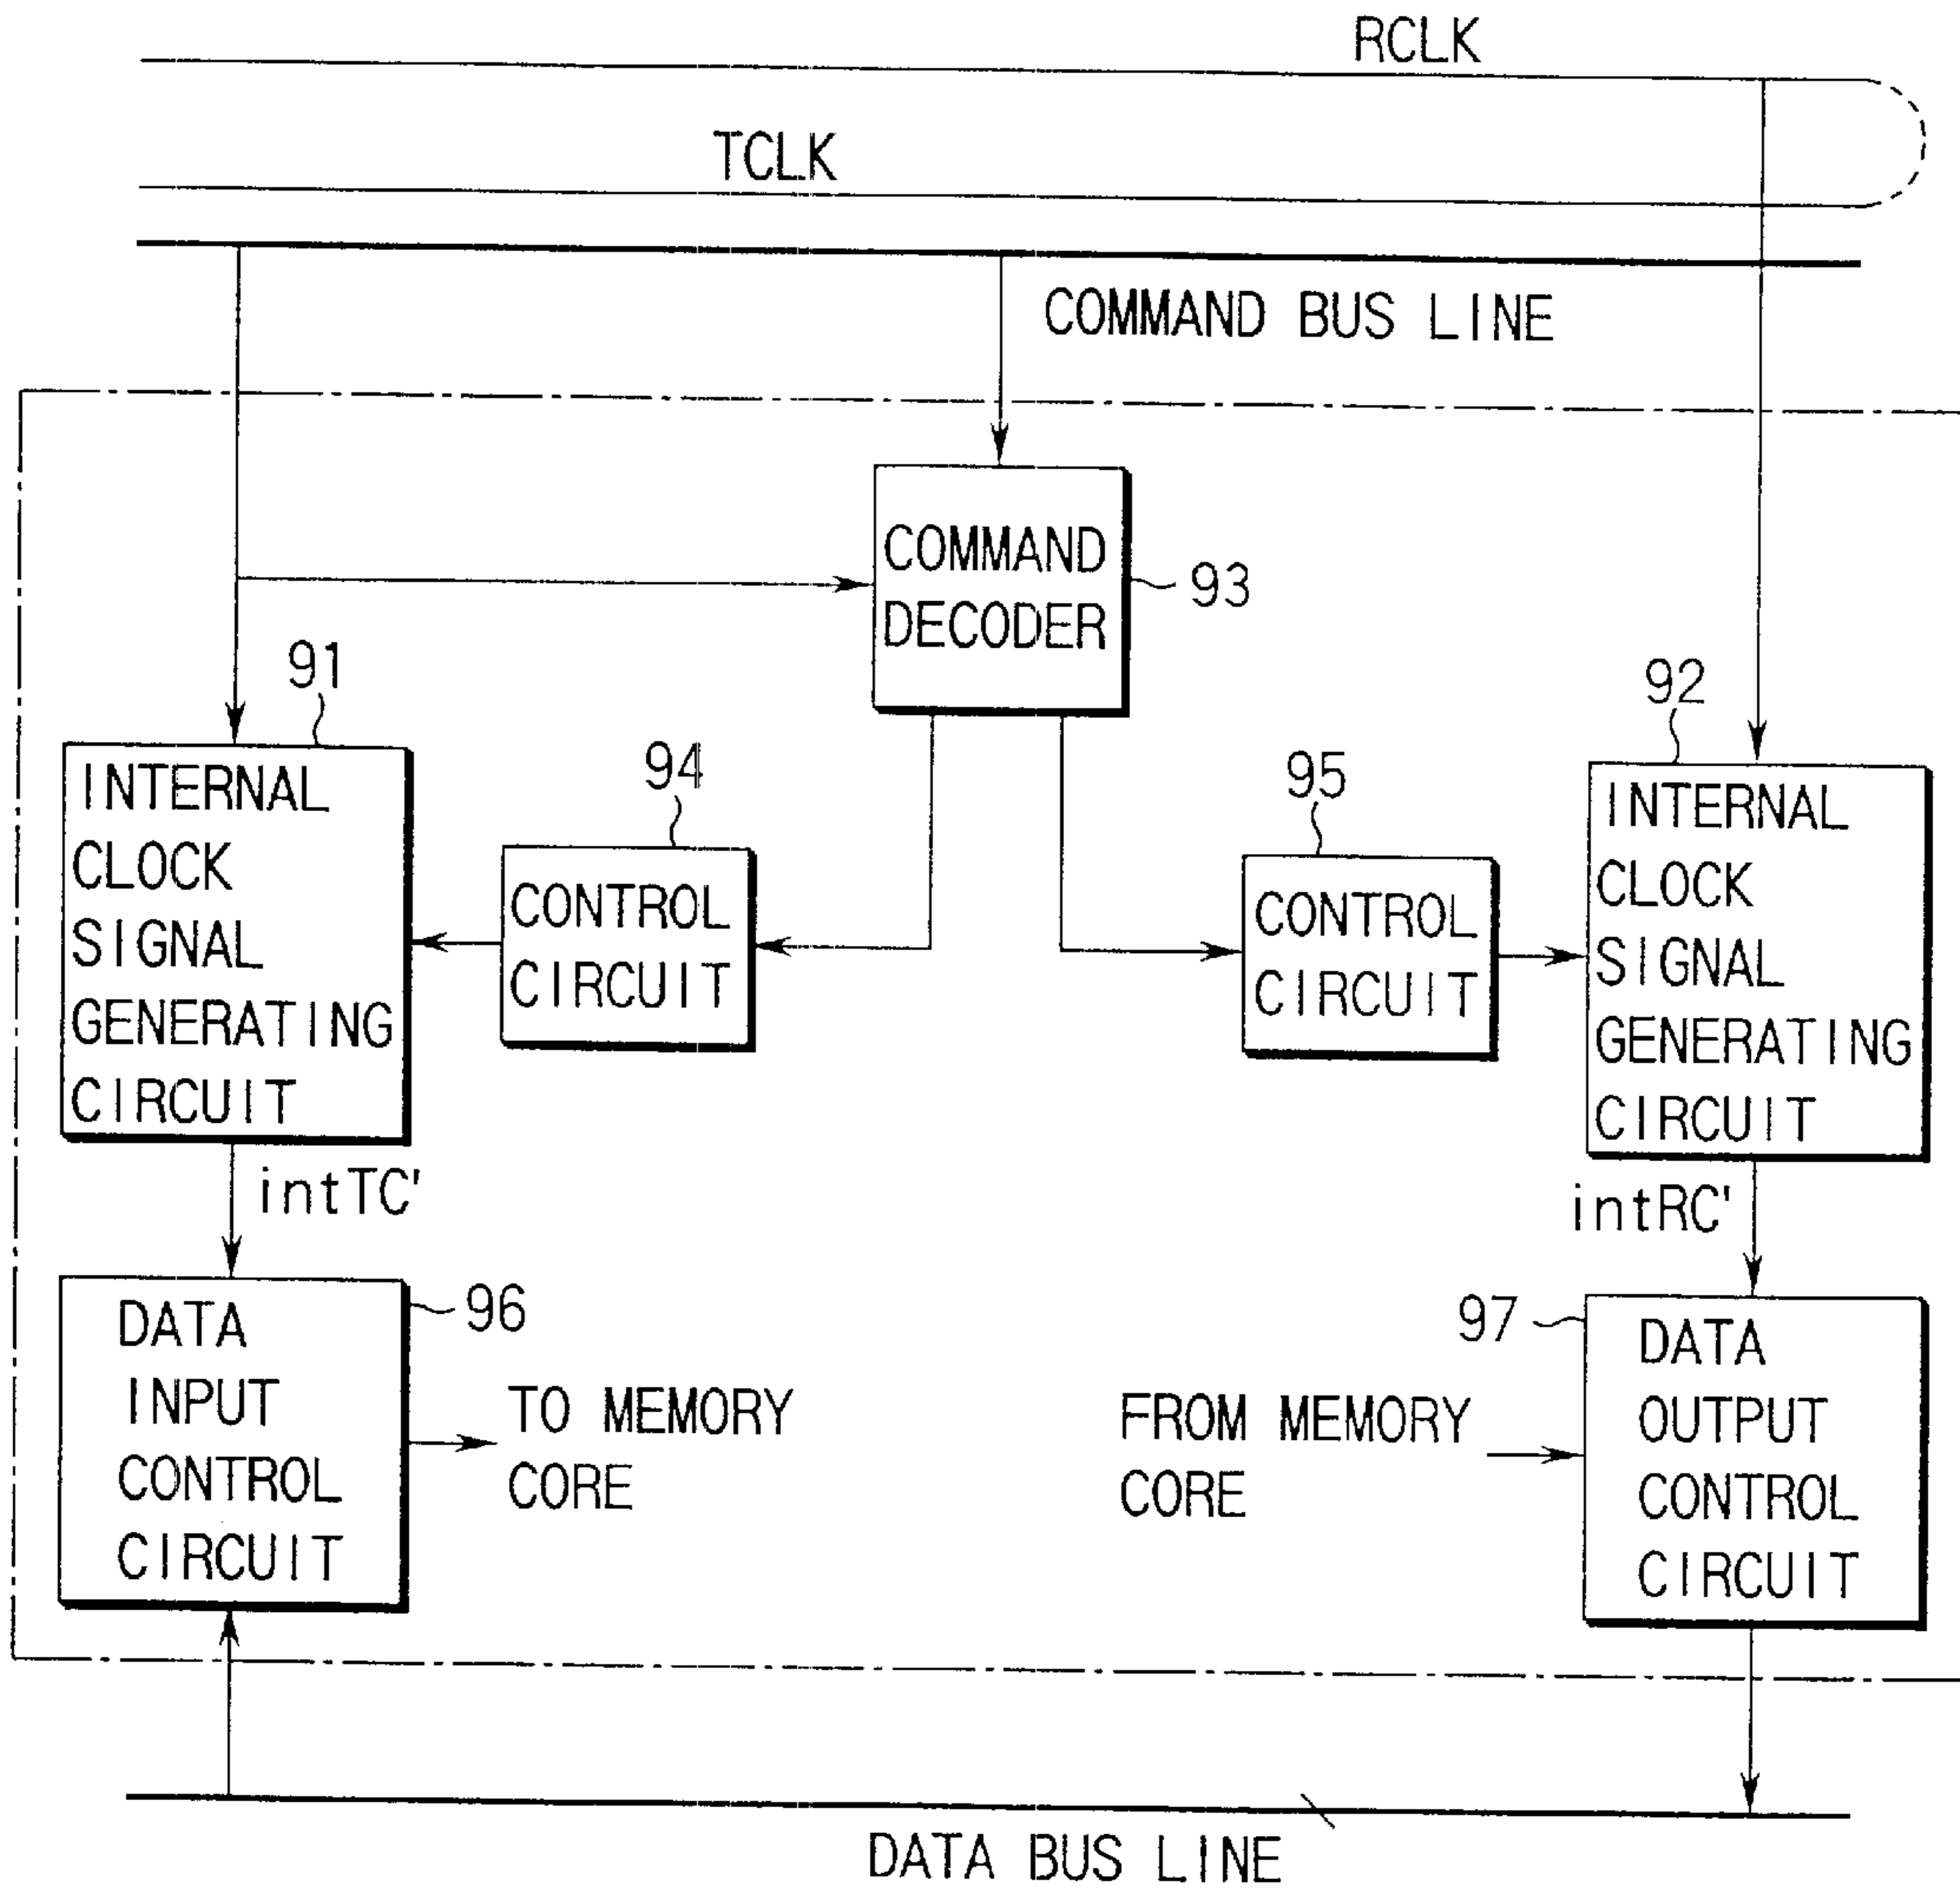 RCLK
TCLK
COMMAND BUS LINE
COMMAND
DECODER
93
91
INTERNAL
CLOCK
SIGNAL
GENERATING
CIRCUIT
94
CONTROL
CIRCUIT
95
CONTROL
CIRCUIT
92
INTERNAL
CLOCK
SIGNAL
GENERATING
CIRCUIT
intTC'
intRC'
DATA
INPUT
CONTROL
CIRCUIT
96
TO MEMORY
CORE
FROM MEMORY
CORE
97
DATA
OUTPUT
CONTROL
CIRCUIT
DATA BUS LINE